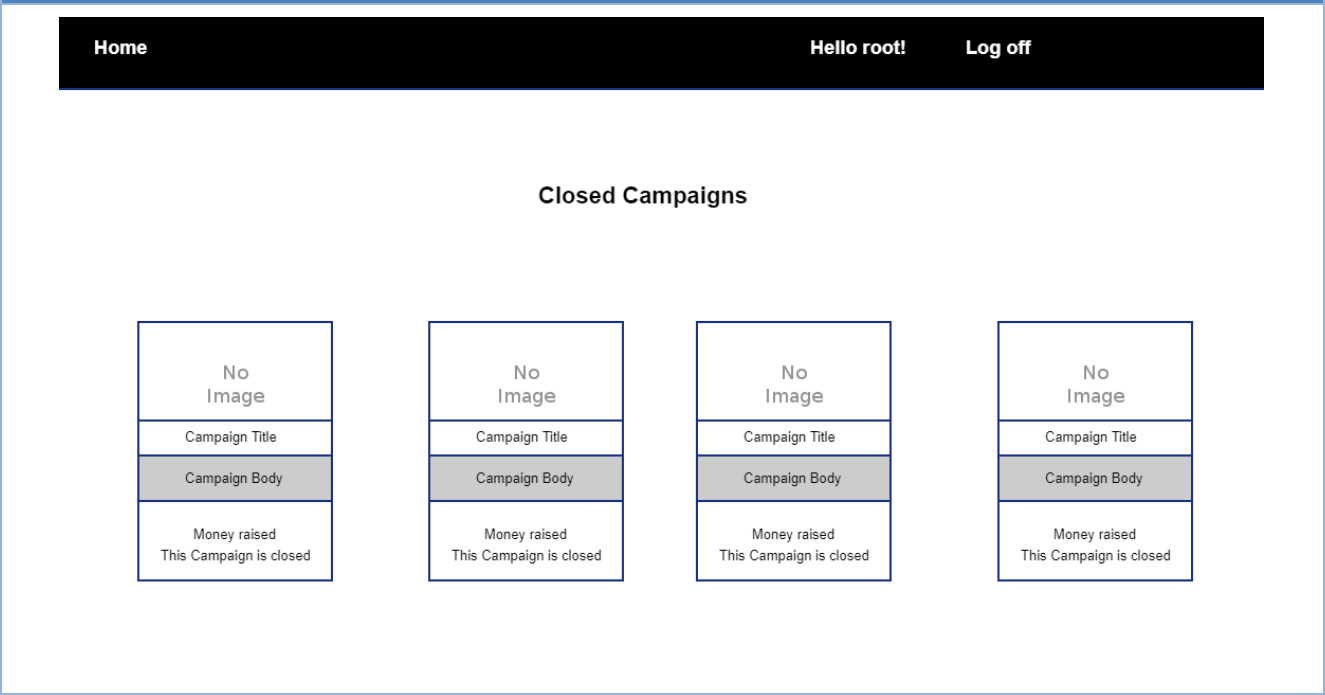 Home Hello root! Log off
Closed Campaigns
No
Image
Campaign Title
Campaign Body
Money raised
This Campaign is closed
No
Image
Campaign Title
Campaign Body
Money raised
This Campaign is closed
No
Image
Campaign Title
Campaign Body
Money raised
This Campaign is closed
No
Image
Campaign Title
Campaign Body
Money raised
This Campaign is closed